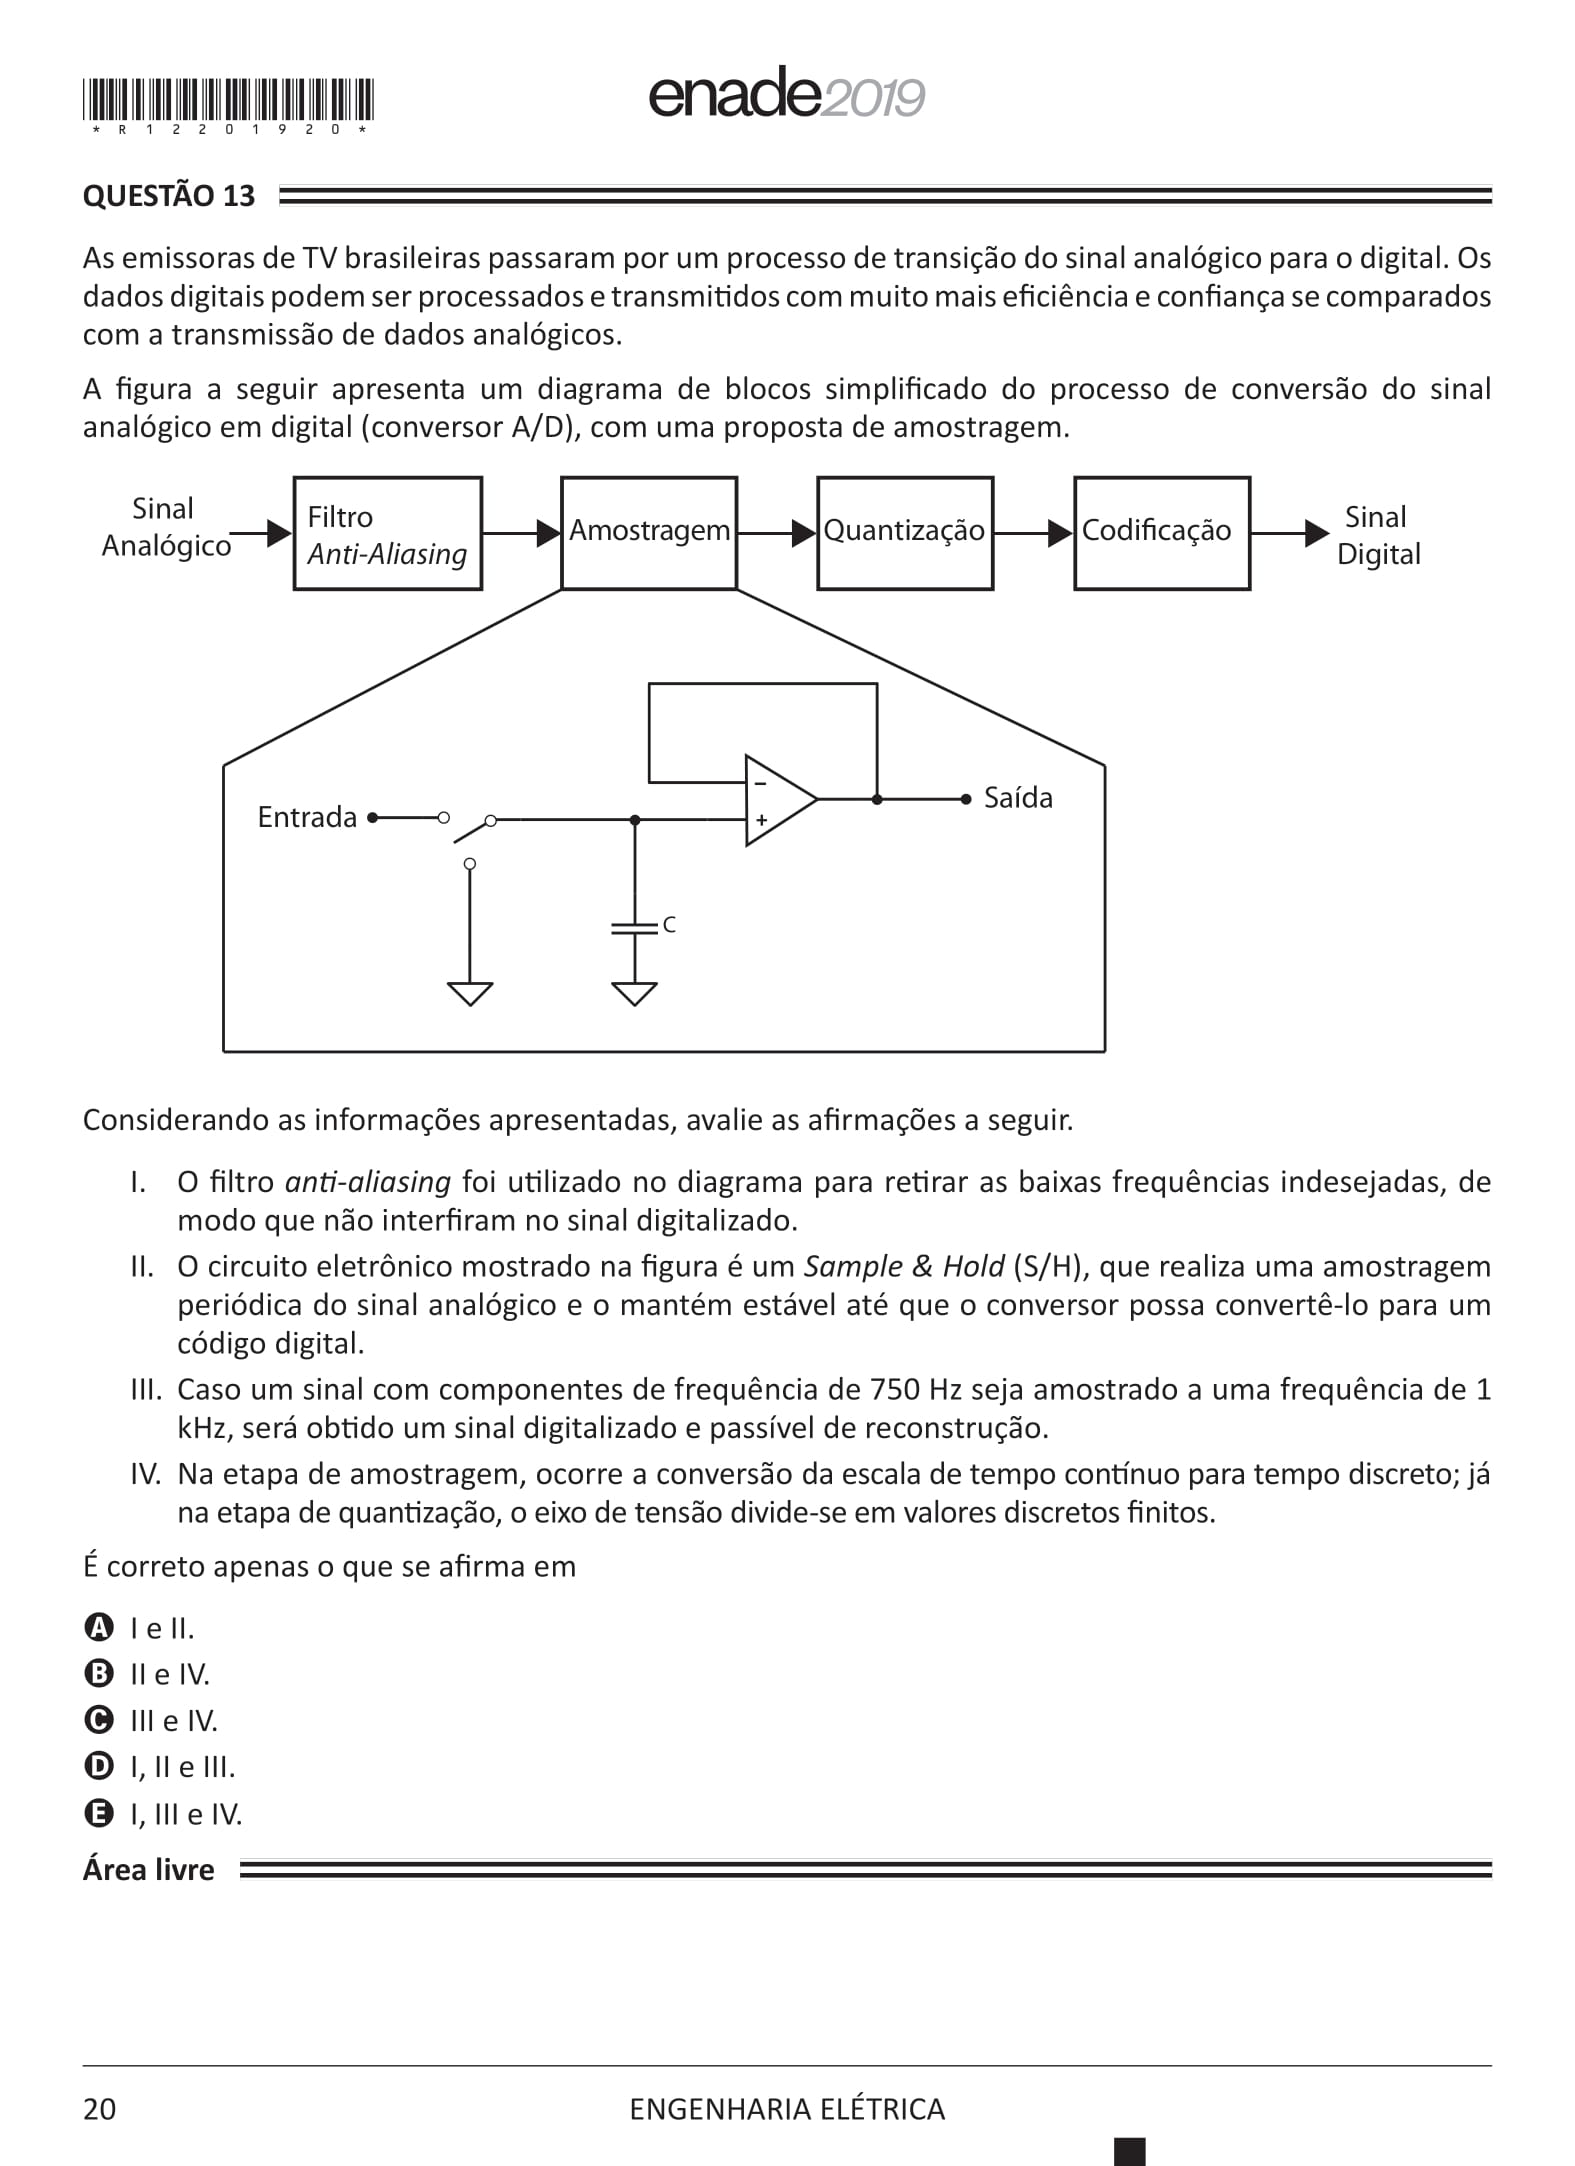 *R12201920*
enade2019
QUESTÃO 13
As emissoras de TV brasileiras passaram por um processo de transição do sinal analógico para o digital. Os
dados digitais podem ser processados e transmitidos com muito mais eficiência e confiança se comparados
com a transmissão de dados analógicos.
A figura a seguir apresenta um diagrama de blocos simplificado do processo de conversão do sinal
analógico em digital (conversor A/D), com uma proposta de amostragem.
Sinal
Analógico
Filtro
Anti-Aliasing
Amostragem
Quantização
Codificação
Sinal
Digital
Entrada
–
+
Saída
C
Considerando as informações apresentadas, avalie as afirmações a seguir.
I. O filtro anti-aliasing foi utilizado no diagrama para retirar as baixas frequências indesejadas, de
modo que não interfiram no sinal digitalizado.
II. O circuito eletrônico mostrado na figura é um Sample & Hold (S/H), que realiza uma amostragem
periódica do sinal analógico e o mantém estável até que o conversor possa convertê-lo para um
código digital.
III. Caso um sinal com componentes de frequência de 750 Hz seja amostrado a uma frequência de 1
kHz, será obtido um sinal digitalizado e passível de reconstrução.
IV. Na etapa de amostragem, ocorre a conversão da escala de tempo contínuo para tempo discreto; já
na etapa de quantização, o eixo de tensão divide-se em valores discretos finitos.
É correto apenas o que se afirma em
A I e II.
B II e IV.
C III e IV.
D I, II e III.
E I, III e IV.
Área livre
20
ENGENHARIA ELÉTRICA